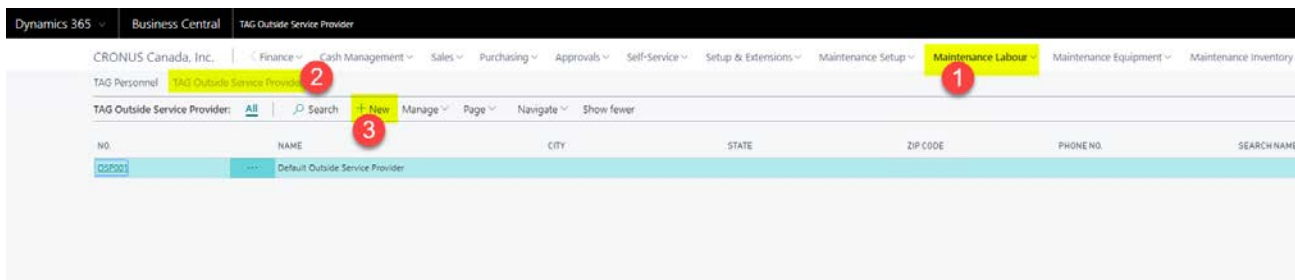 Dynamics 365 Business Central TAG Outside Service Provider
CRONUS Canada, Inc. Finance Cash Management Sales Purchasing Approvals Self-Service Setup & Extensions Maintenance Setup Maintenance Labour Maintenance Equipment Maintenance Inventory
1
TAG Personnel TAG Outside Service Provider
2
TAG Outside Service Provider: All Search + New Manage Page Navigate Show fewer
3
NO. NAME CITY STATE ZIP CODE PHONE NO. SEARCH NAME
OSP001 ... Default Outside Service Provider